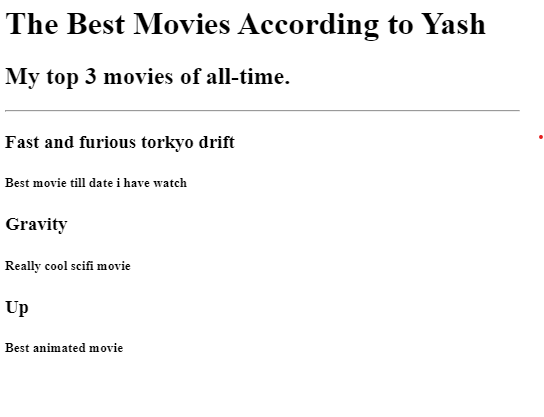 The Best Movies According to Yash
My top 3 movies of all-time.
Fast and furious torkyo drift
Best movie till date i have watch
Gravity
Really cool scifi movie
Up
Best animated movie